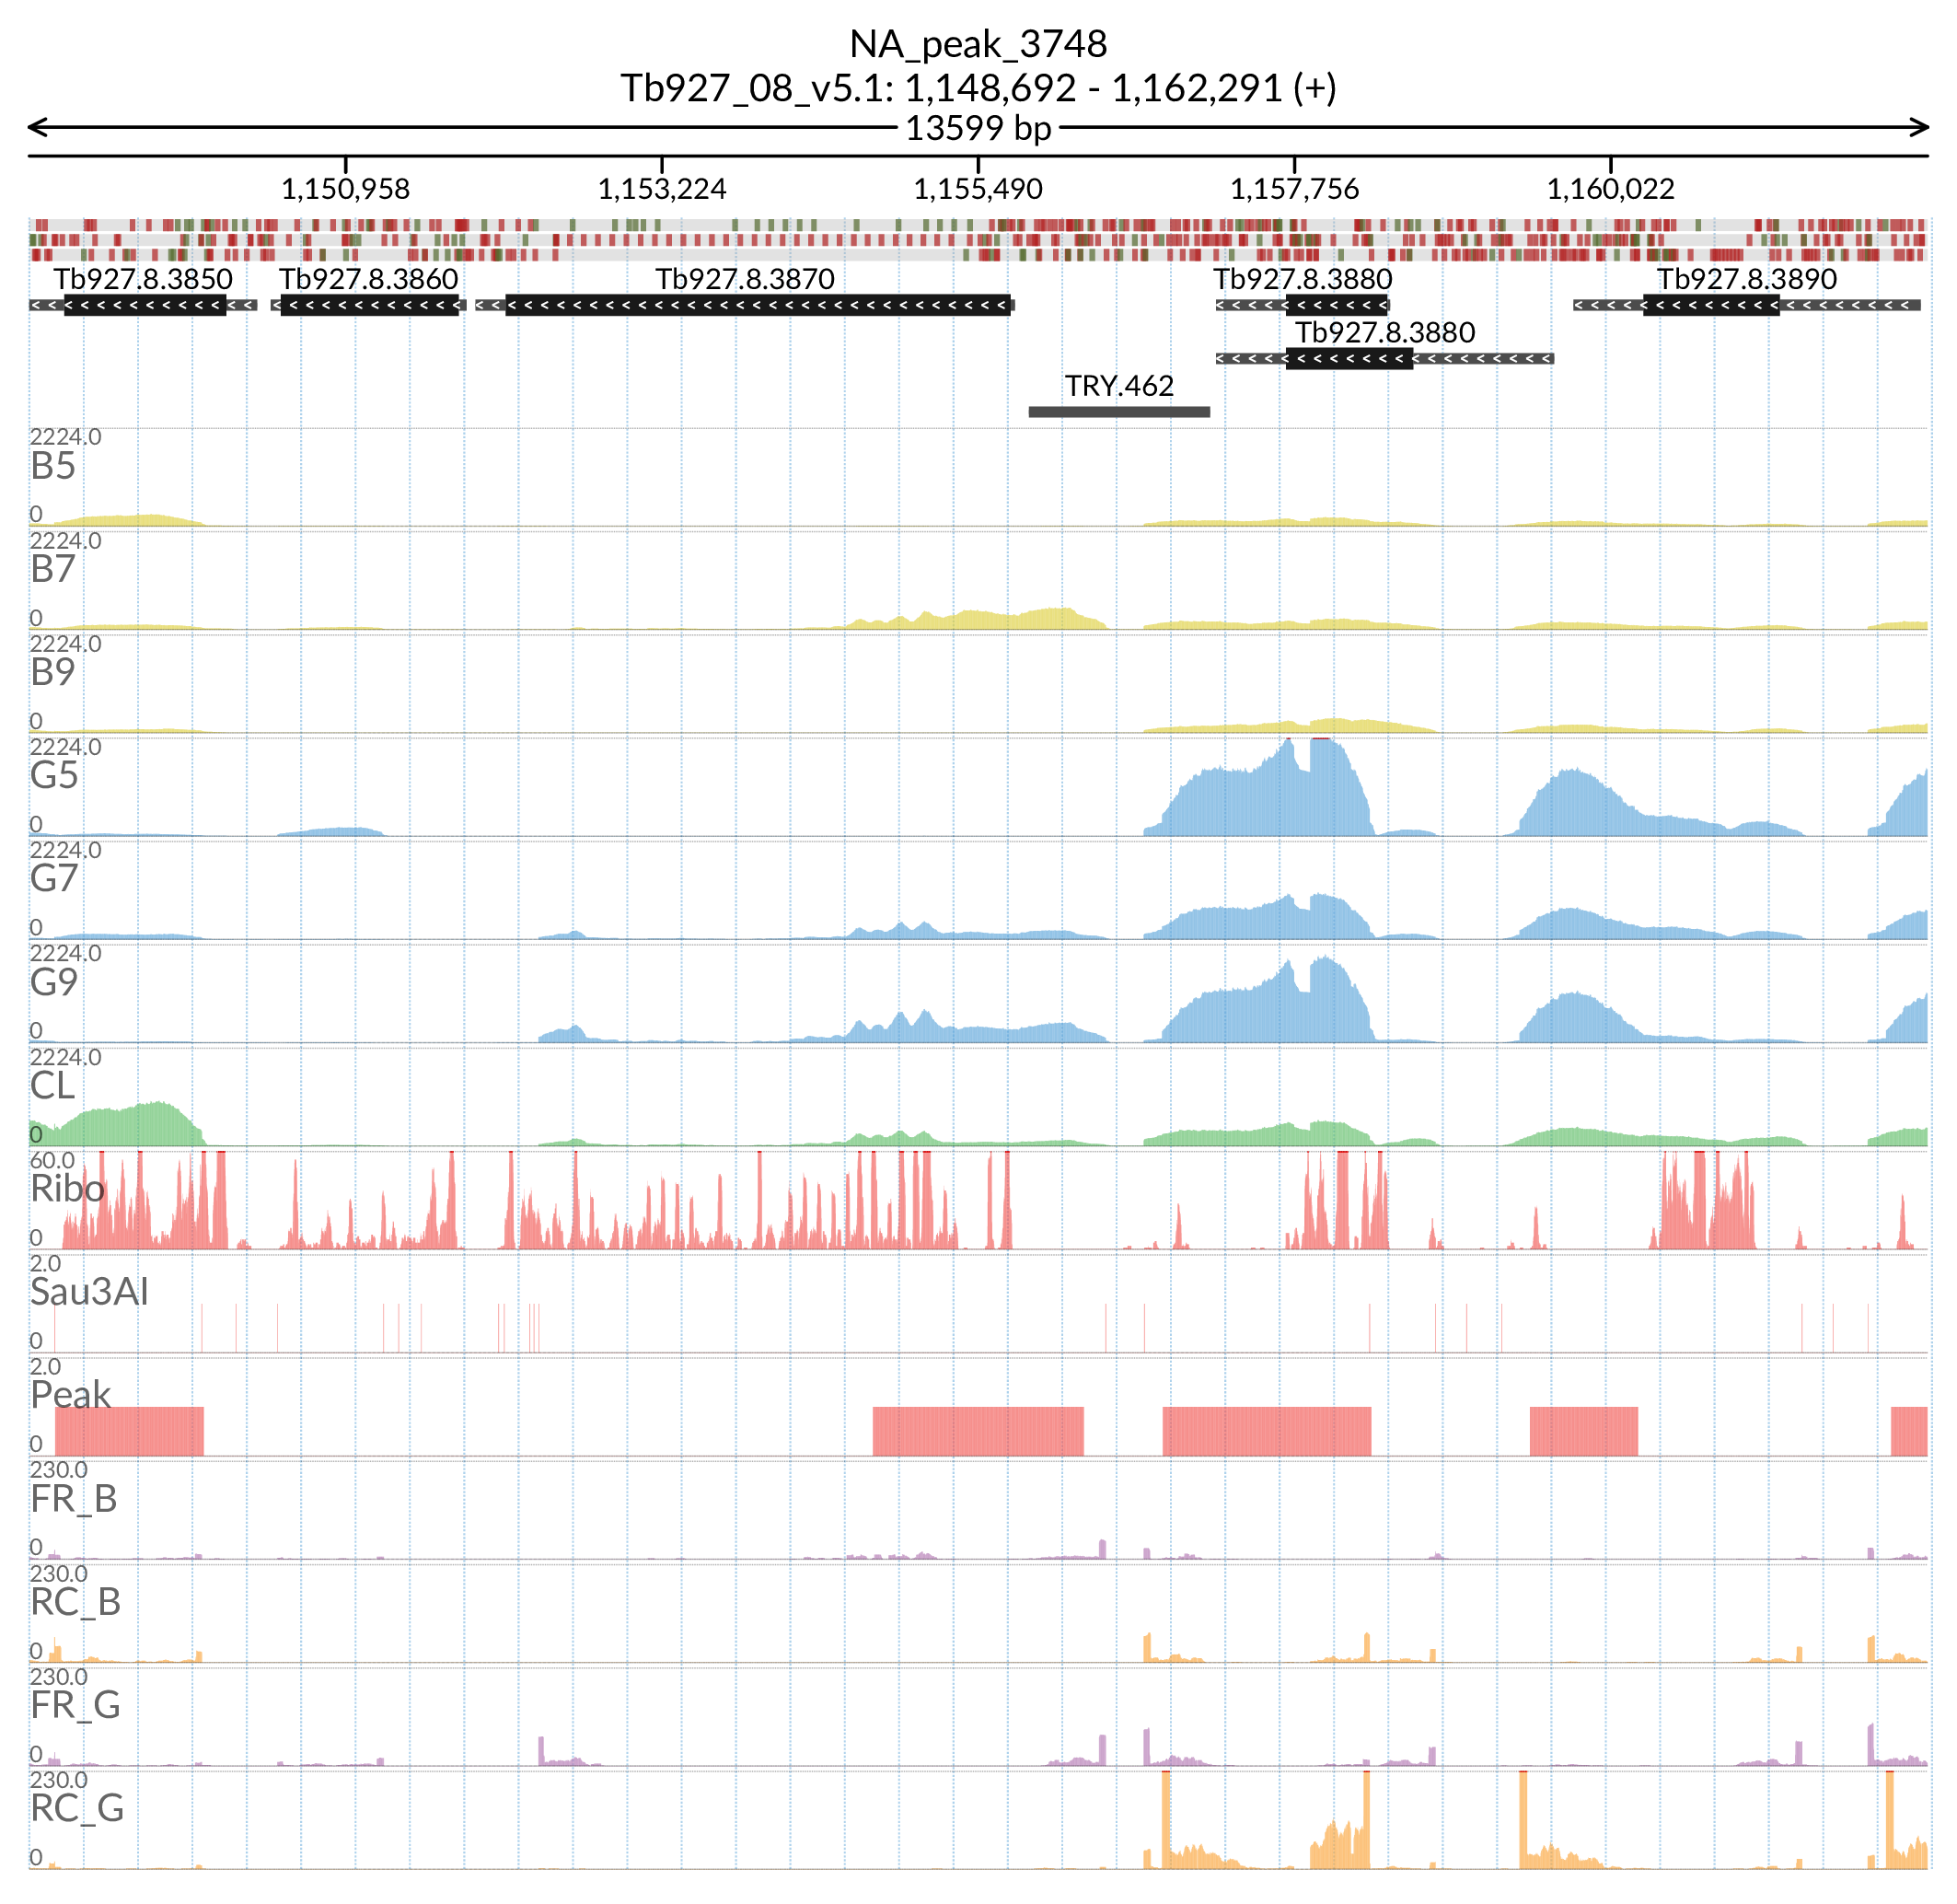 NA_peak_3748
Tb927_08_v5.1: 1,148,692 - 1,162,291 (+)
13599 bp
1,150,958 1,153,224 1,155,490 1,157,756 1,160,022
Tb927.8.3850 Tb927.8.3860 Tb927.8.3870 Tb927.8.3880 Tb927.8.3890
Tb927.8.3880
TRY.462
2224.0
B5
0
2224.0
B7
0
2224.0
B9
0
2224.0
G5
0
2224.0
G7
0
2224.0
G9
0
2224.0
CL
0
60.0
Ribo
0
2.0
Sau3AI
0
2.0
Peak
0
230.0
FR_B
0
230.0
RC_B
0
230.0
FR_G
0
230.0
RC_G
0